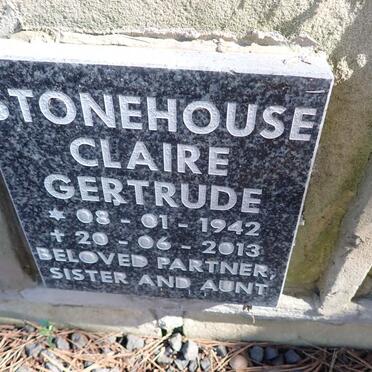 STONEHOUSE
CLAIRE
GERTRUDE
* 08 - 01 - 1942
+ 20 - 06 - 2013
BELOVED PARTNER,
SISTER AND AUNT